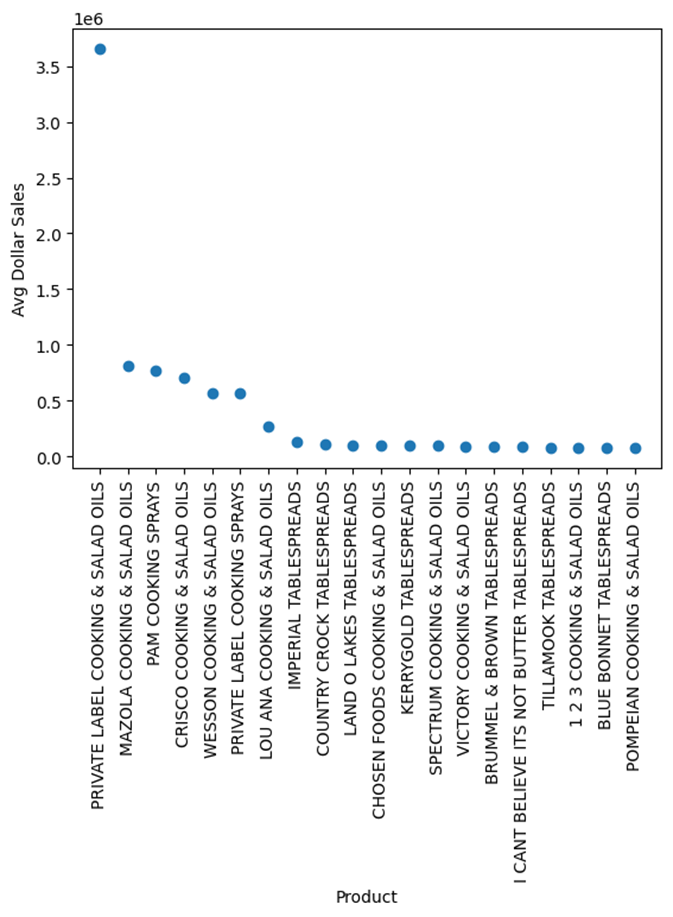 1e6
3.5
3.0
2.5
2.0
1.5
1.0
0.5
0.0
Avg Dollar Sales
PRIVATE LABEL COOKING & SALAD OILS
MAZOLA COOKING & SALAD OILS
PAM COOKING SPRAYS
CRISCO COOKING & SALAD OILS
WESSON COOKING & SALAD OILS
PRIVATE LABEL COOKING SPRAYS
LOU ANA COOKING & SALAD OILS
IMPERIAL TABLESPREADS
COUNTRY CROCK TABLESPREADS
LAND O LAKES TABLESPREADS
CHOSEN FOODS COOKING & SALAD OILS
KERRYGOLD TABLESPREADS
SPECTRUM COOKING & SALAD OILS
VICTORY COOKING & SALAD OILS
BRUMMEL & BROWN TABLESPREADS
I CANT BELIEVE ITS NOT BUTTER TABLESPREADS
TILLAMOOK TABLESPREADS
1 2 3 COOKING & SALAD OILS
BLUE BONNET TABLESPREADS
POMPEIAN COOKING & SALAD OILS
Product